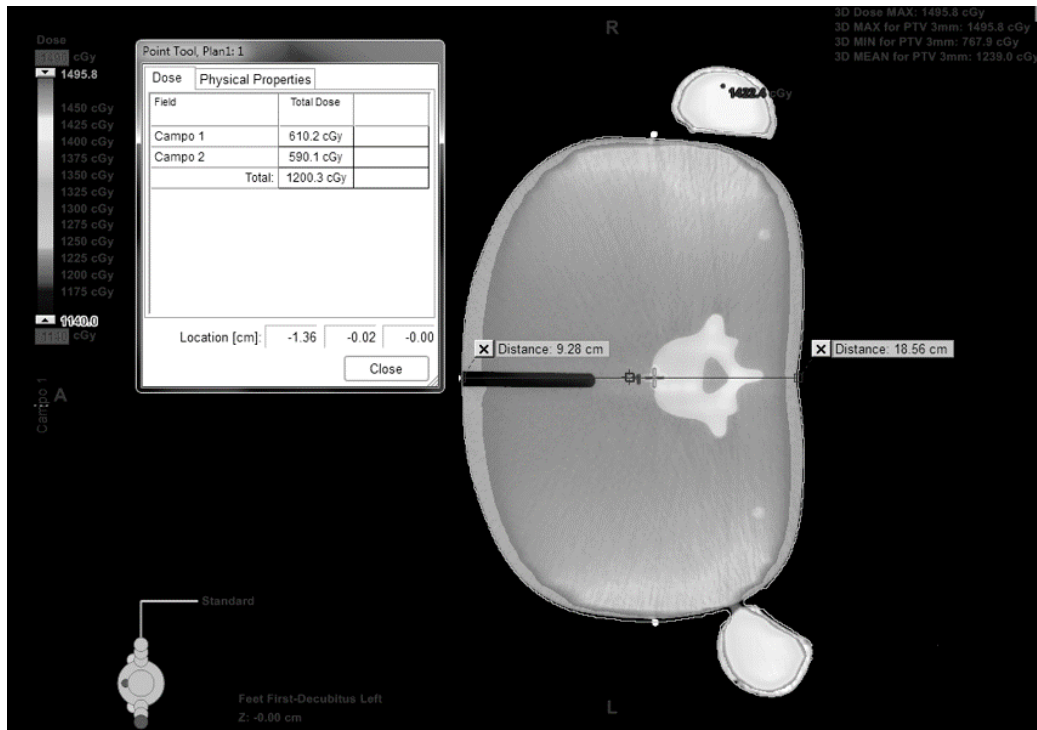 3D Dose MAX: 1495.8 cGy
3D MAX for PTV 3mm: 1495.8 cGy
3D MIN for PTV 3mm: 767.9 cGy
3D MEAN for PTV 3mm: 1239.0 cGy
R
Dose
cGy
1495.8
1450 cGy
1425 cGy
1400 cGy
1375 cGy
1350 cGy
1325 cGy
1300 cGy
1275 cGy
1250 cGy
1225 cGy
1200 cGy
1175 cGy
1140.0
1140 cGy
Point Tool, Plan1: 1
Dose Physical Properties
Field Total Dose
Campo 1 610.2 cGy
Campo 2 590.1 cGy
Total: 1200.3 cGy
Location [cm]: -1.36 -0.02 -0.00
Close
1422.4 cGy
Distance: 9.28 cm
Distance: 18.56 cm
Campo 1
A
Standard
Feet First-Decubitus Left
Z: -0.00 cm
L